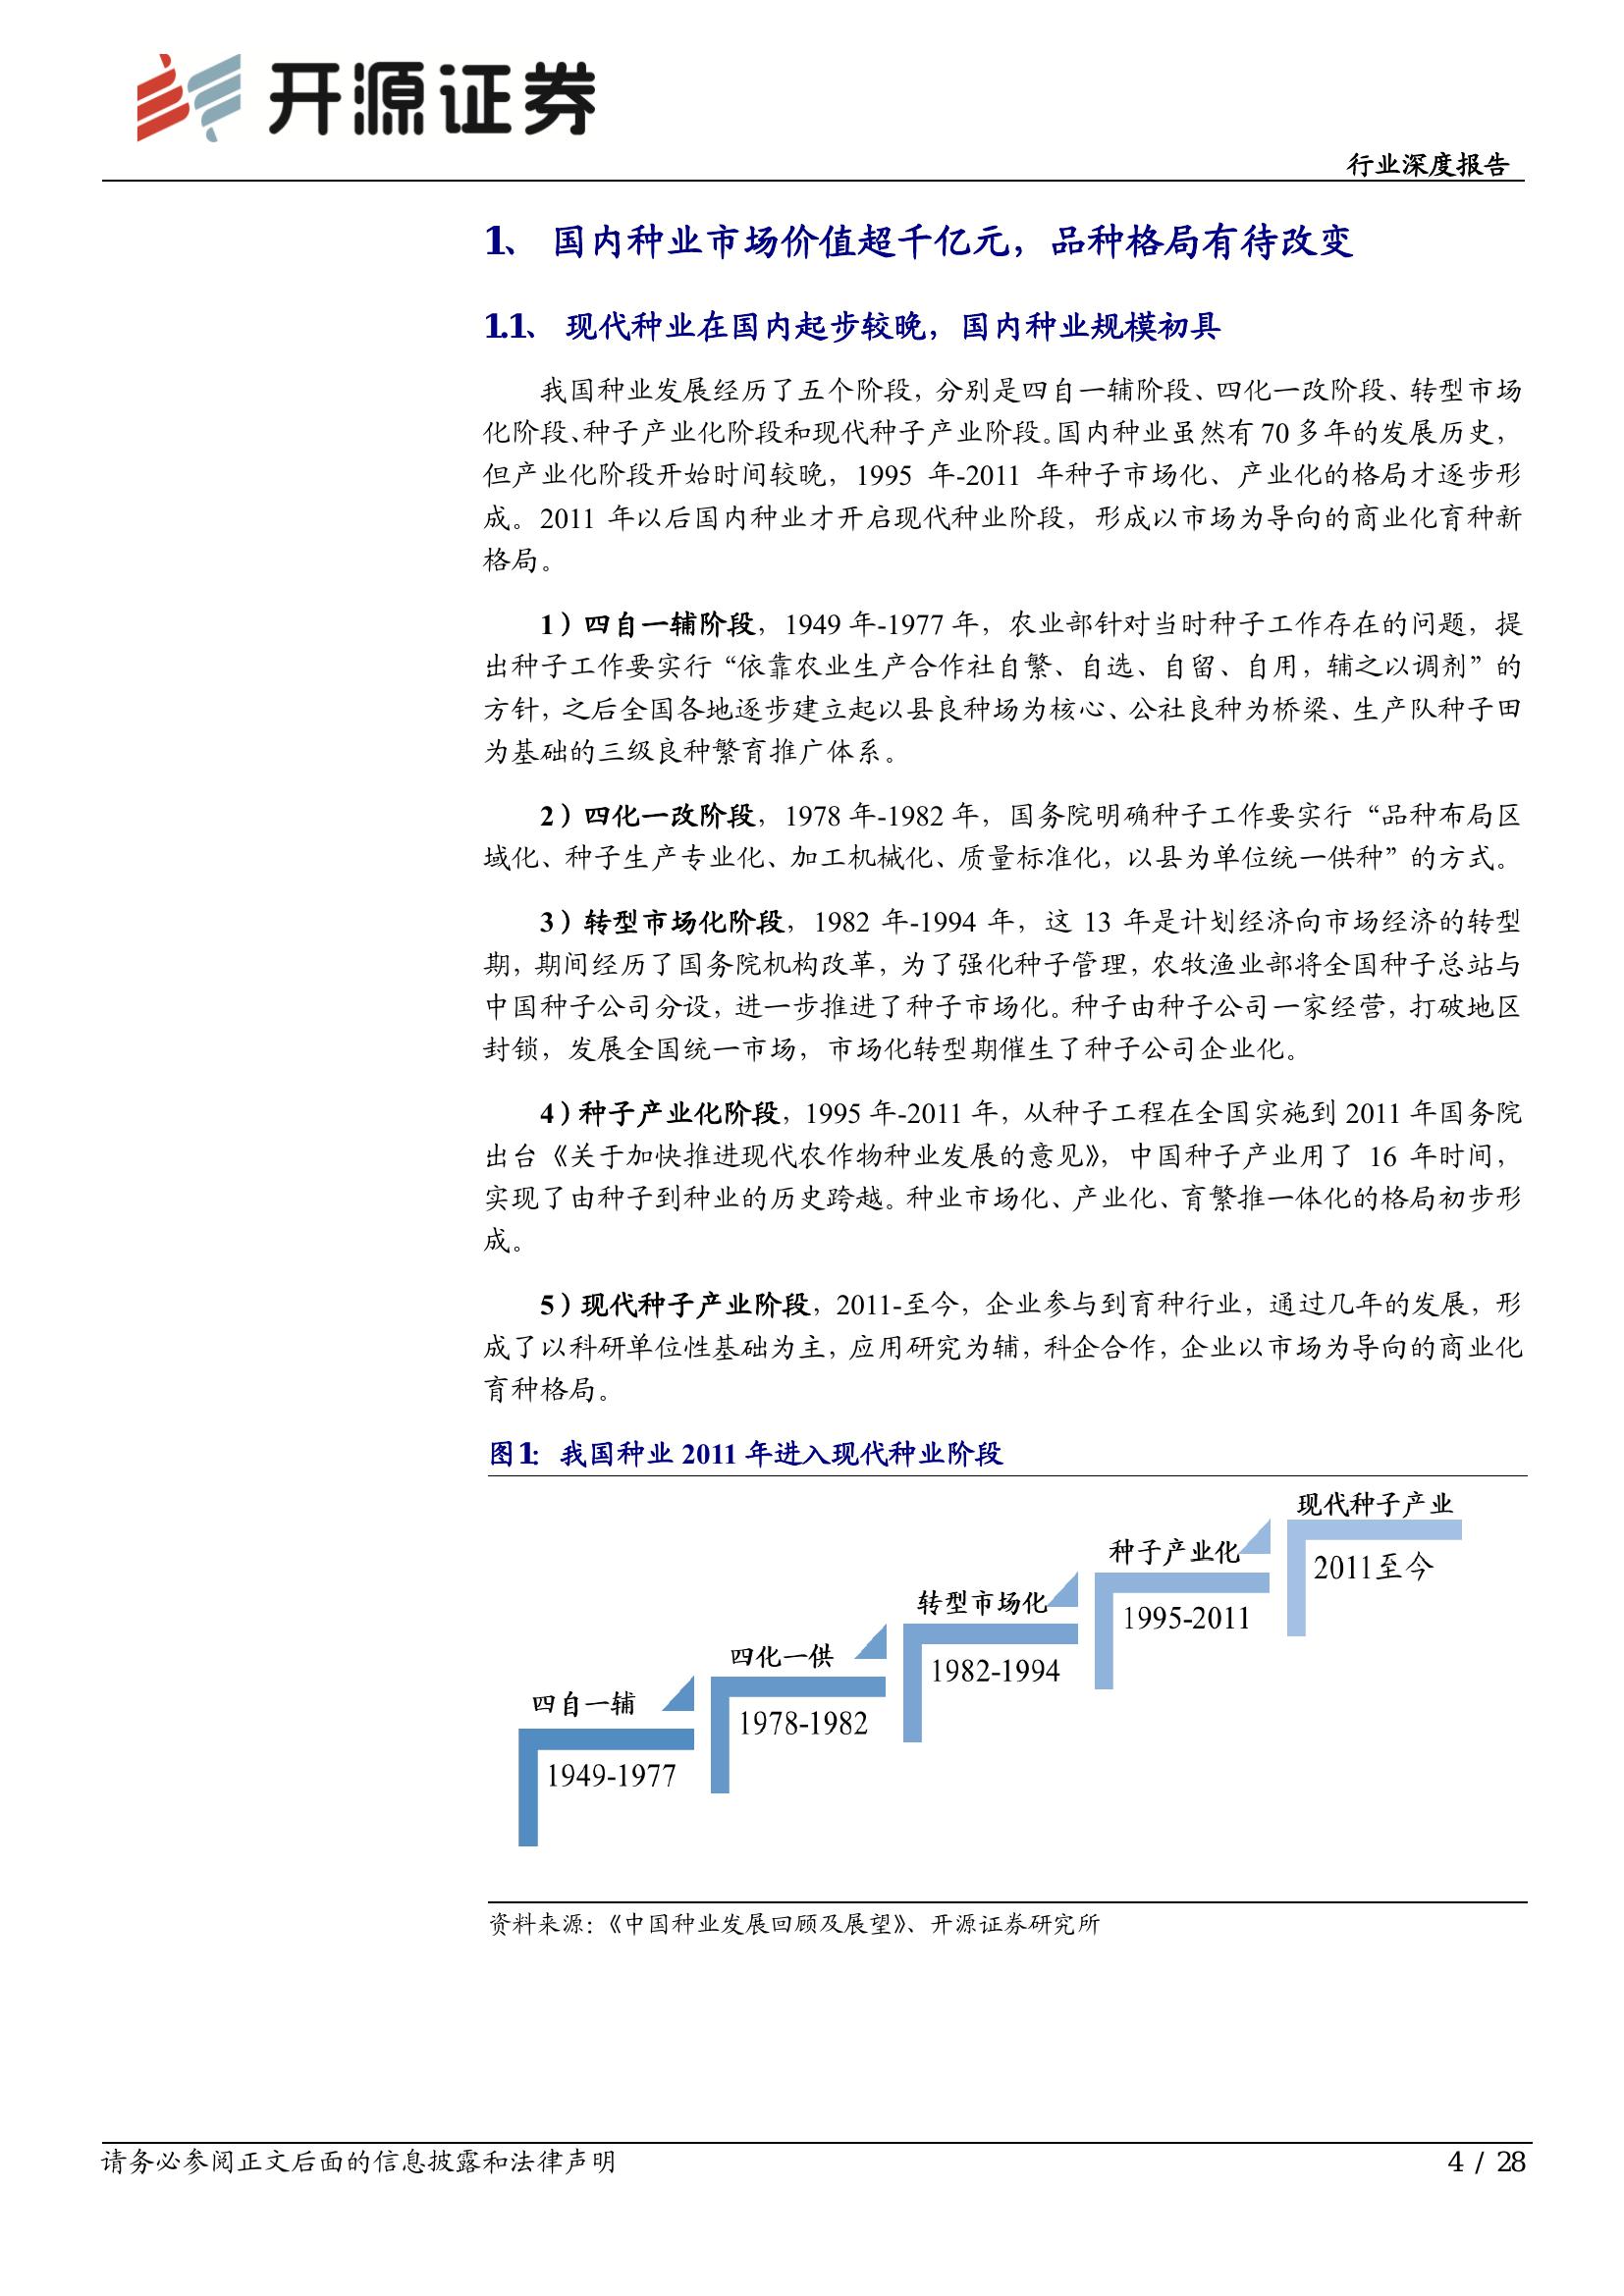 开源证券
行业深度报告
1、 国内种业市场价值超千亿元，品种格局有待改变
1.1、 现代种业在国内起步较晚，国内种业规模初具
我国种业发展经历了五个阶段，分别是四自一辅阶段、四化一改阶段、转型市场
化阶段、种子产业化阶段和现代种子产业阶段。国内种业虽然有 70 多年的发展历史，
但产业化阶段开始时间较晚，1995 年-2011 年种子市场化、产业化的格局才逐步形
成。2011 年以后国内种业才开启现代种业阶段，形成以市场为导向的商业化育种新
格局。
1）四自一辅阶段，1949 年-1977 年，农业部针对当时种子工作存在的问题，提
出种子工作要实行“依靠农业生产合作社自繁、自选、自留、自用，辅之以调剂”的
方针，之后全国各地逐步建立起以县良种场为核心、公社良种为桥梁、生产队种子田
为基础的三级良种繁育推广体系。
2）四化一改阶段，1978 年-1982 年，国务院明确种子工作要实行“品种布局区
域化、种子生产专业化、加工机械化、质量标准化，以县为单位统一供种”的方式。
3）转型市场化阶段，1982 年-1994 年，这 13 年是计划经济向市场经济的转型
期，期间经历了国务院机构改革，为了强化种子管理，农牧渔业部将全国种子总站与
中国种子公司分设，进一步推进了种子市场化。种子由种子公司一家经营，打破地区
封锁，发展全国统一市场，市场化转型期催生了种子公司企业化。
4）种子产业化阶段，1995 年-2011 年，从种子工程在全国实施到 2011 年国务院
出台《关于加快推进现代农作物种业发展的意见》，中国种子产业用了 16 年时间，
实现了由种子到种业的历史跨越。种业市场化、产业化、育繁推一体化的格局初步形
成。
5）现代种子产业阶段，2011-至今，企业参与到育种行业，通过几年的发展，形
成了以科研单位性基础为主，应用研究为辅，科企合作，企业以市场为导向的商业化
育种格局。
图1： 我国种业 2011 年进入现代种业阶段
现代种子产业
2011至今
种子产业化
1995-2011
转型市场化
1982-1994
四化一供
1978-1982
四自一辅
1949-1977
资料来源：《中国种业发展回顾及展望》、开源证券研究所
请务必参阅正文后面的信息披露和法律声明
4 / 28